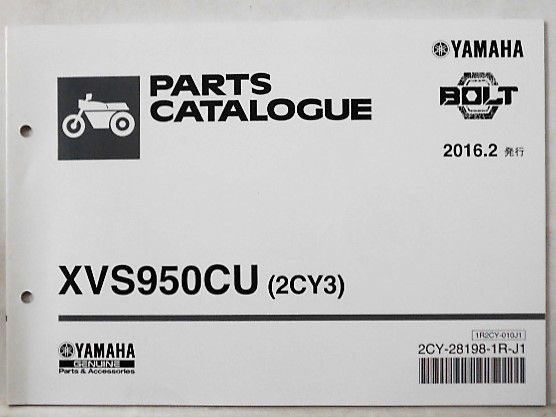 YAMAHA
PARTS
CATALOGUE
BOLT
2016.2 発行
XVS950CU (2CY3)
1R2CY-010J1
YAMAHA
GENUINE
Parts & Accessories
2CY-28198-1R-J1